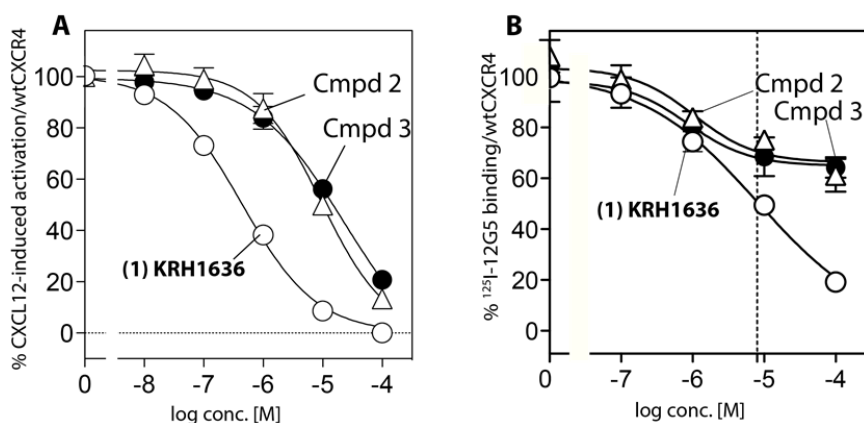 A
% CXCL12-induced activation/wtCXCR4
100
80
60
40
20
0
Cmpd 2
Cmpd 3
(1) KRH1636
0 -8 -7 -6 -5 -4
log conc. [M]
B
% 125I-12G5 binding/wtCXCR4
100
80
60
40
20
0
Cmpd 2
Cmpd 3
(1) KRH1636
0 -7 -6 -5 -4
log conc. [M]